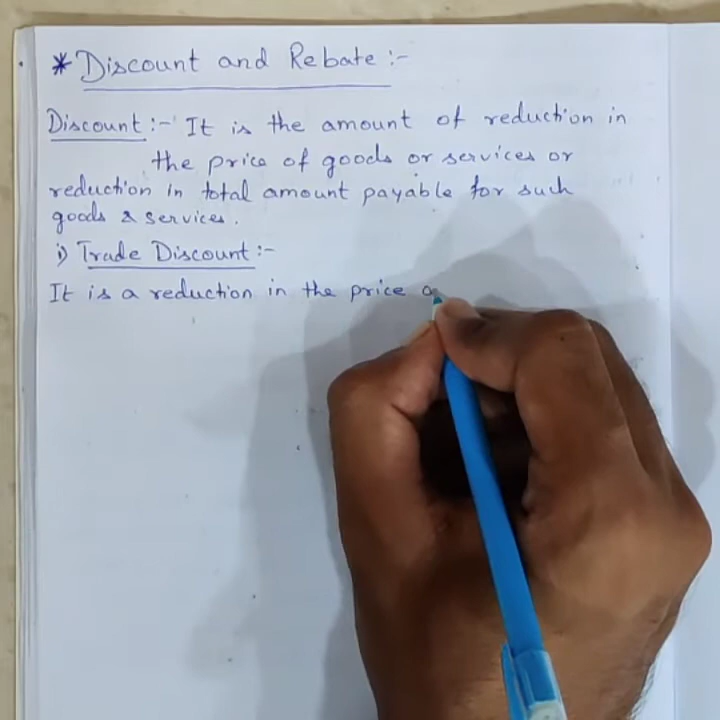 * Discount and Rebate :-
Discount :- It is the amount of reduction in
the price of goods or services or
reduction in total amount payable for such
goods & services.
i) Trade Discount :-
It is a reduction in the price